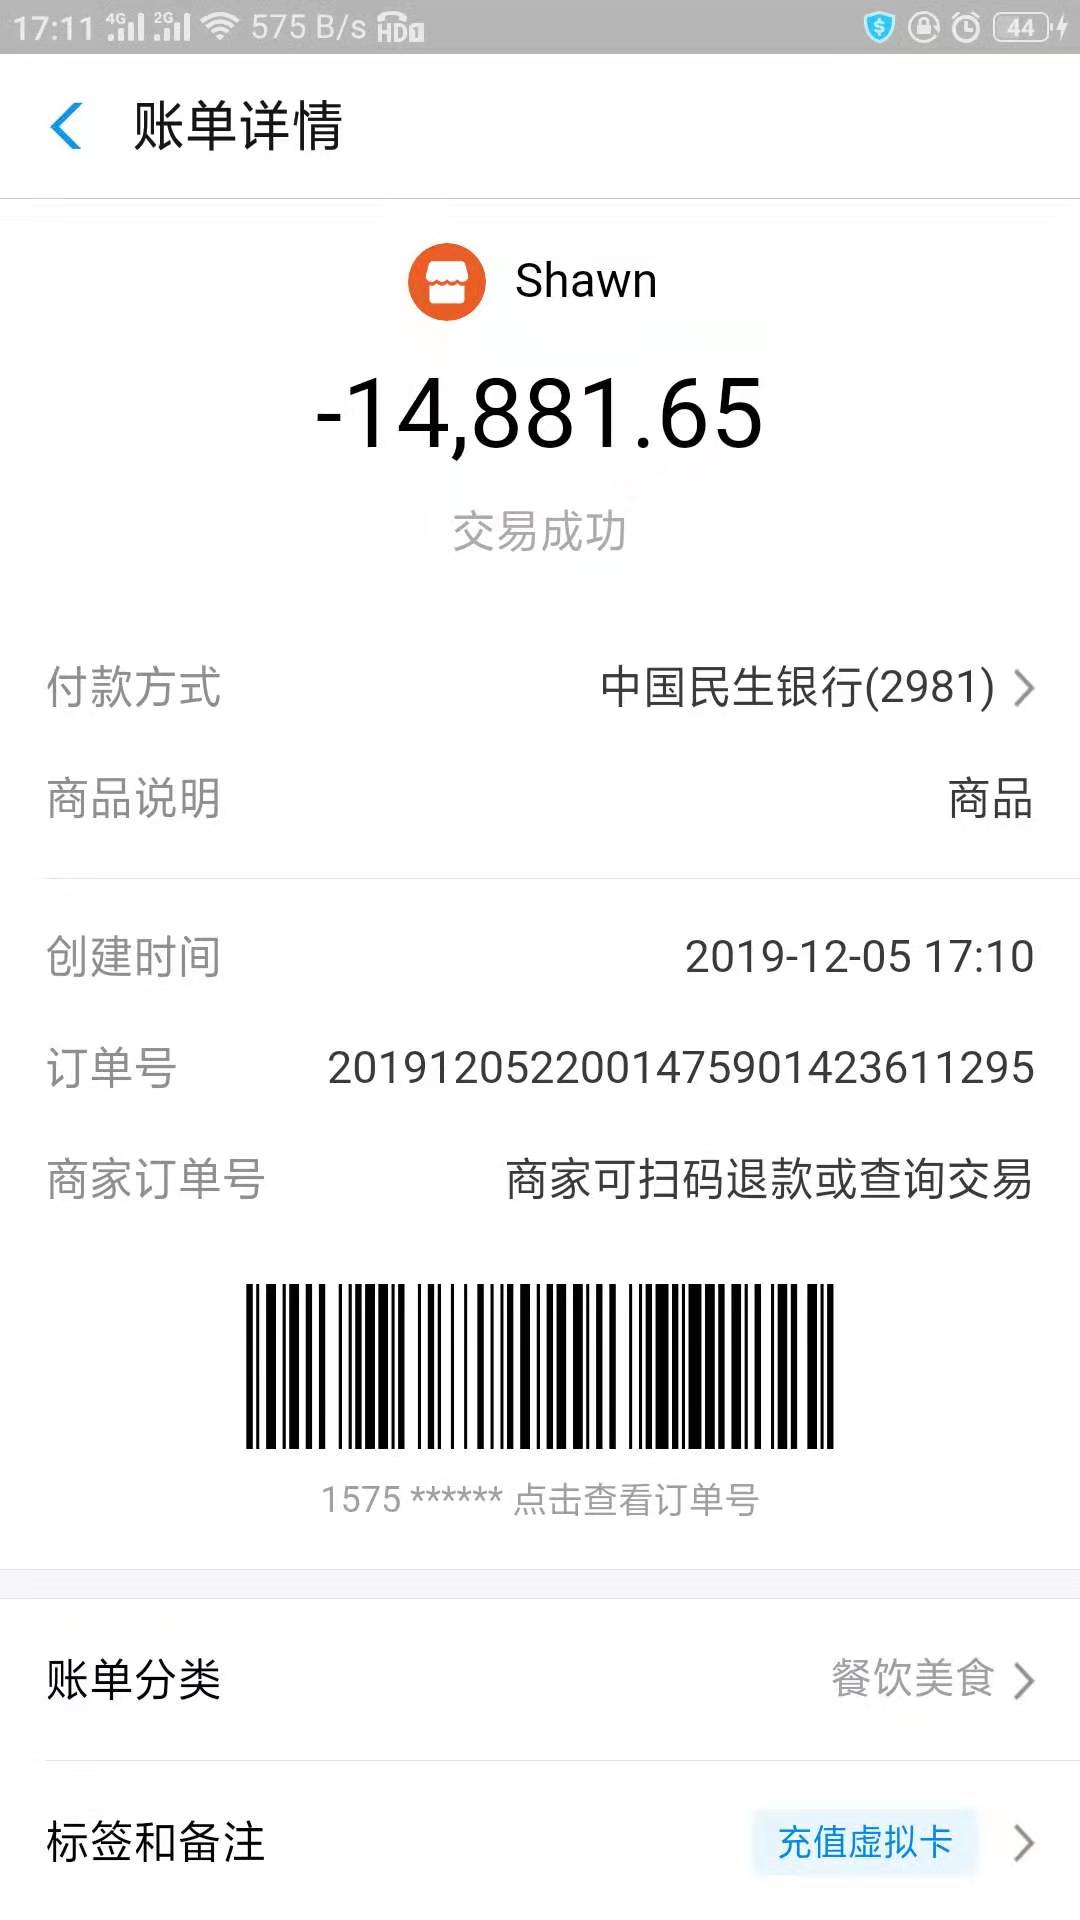 17:11 4G 2G 575 B/s HD1 44
账单详情
Shawn
-14,881.65
交易成功
付款方式 中国民生银行(2981)
商品说明 商品
创建时间 2019-12-05 17:10
订单号 2019120522001475901423611295
商家订单号 商家可扫码退款或查询交易
1575 ****** 点击查看订单号
账单分类 餐饮美食
标签和备注 充值虚拟卡